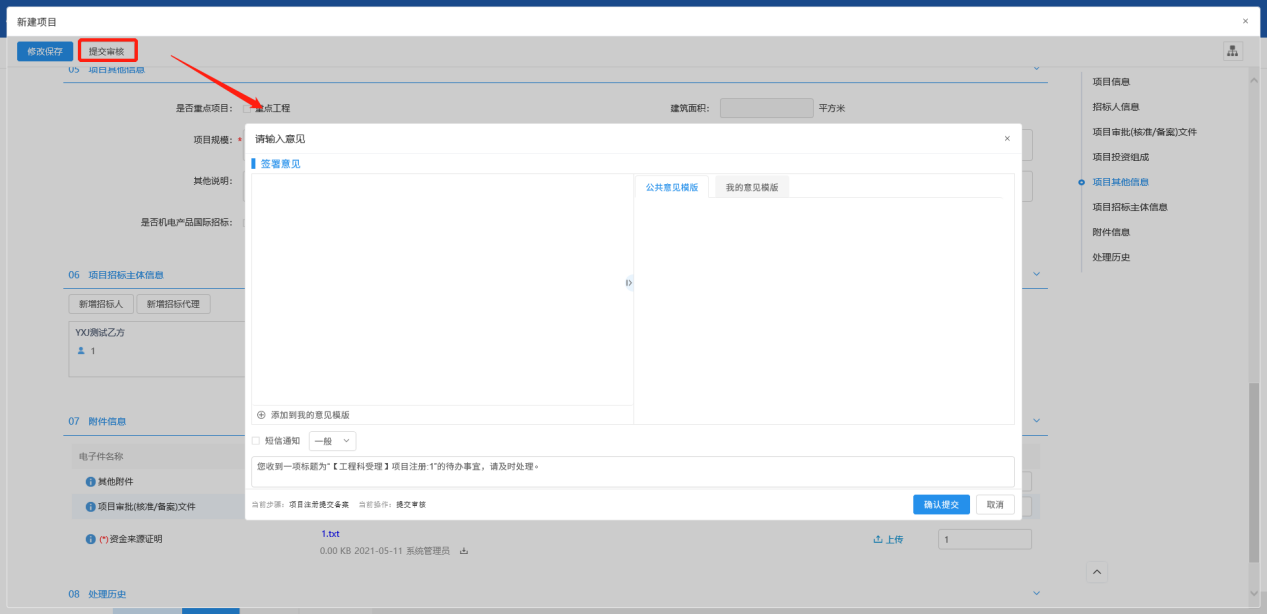 新建项目
×
修改保存
提交审核
05 项目其他信息
是否重点项目：
重点工程
建筑面积：
平方米
项目规模：*
其他说明：
是否机电产品国际招标：
06 项目招标主体信息
新增招标人
新增招标代理
YXJ测试乙方
1
07 附件信息
电子件名称
其他附件
项目审批(核准/备案)文件
(*)资金来源证明
1.txt
0.00 KB 2021-05-11 系统管理员
上传
1
08 处理历史
请输入意见
×
签署意见
公共意见模版
我的意见模版
添加到我的意见模版
短信通知
一般
您收到一项标题为"【工程科受理】项目注册:1"的待办事宜，请及时处理。
当前步骤：项目注册提交备案 当前操作：提交审核
确认提交
取消
项目信息
招标人信息
项目审批(核准/备案)文件
项目投资组成
项目其他信息
项目招标主体信息
附件信息
处理历史